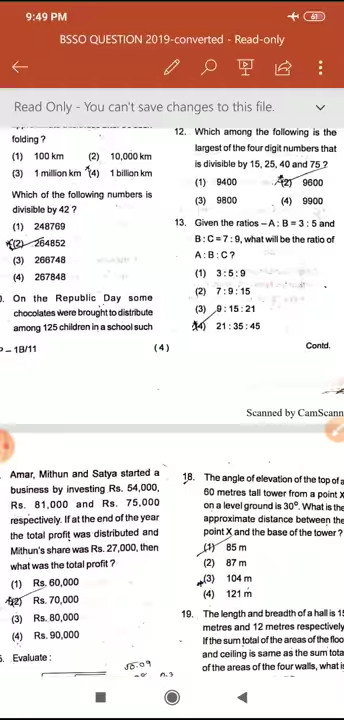 9:49 PM
61
BSSO QUESTION 2019-converted - Read-only
Read Only - You can't save changes to this file.
folding ?
(1) 100 km (2) 10,000 km
(3) 1 million km (4) 1 billion km
Which of the following numbers is
divisible by 42 ?
(1) 248769
(2) 264852
(3) 266748
(4) 267848
On the Republic Day some
chocolates were brought to distribute
among 125 children in a school such
12. Which among the following is the
largest of the four digit numbers that
is divisible by 15, 25, 40 and 75 ?
(1) 9400
(2) 9600
(3) 9800
(4) 9900
13. Given the ratios – A : B = 3 : 5 and
B : C = 7 : 9, what will be the ratio of
A : B : C ?
(1) 3 : 5 : 9
(2) 7 : 9 : 15
(3) 9 : 15 : 21
(4) 21 : 35 : 45
– 1B/11
(4)
Contd.
Scanned by CamScann
Amar, Mithun and Satya started a
business by investing Rs. 54,000,
Rs. 81,000 and Rs. 75,000
respectively. If at the end of the year
the total profit was distributed and
Mithun's share was Rs. 27,000, then
what was the total profit ?
(1) Rs. 60,000
(2) Rs. 70,000
(3) Rs. 80,000
(4) Rs. 90,000
Evaluate :
18. The angle of elevation of the top of a
60 metres tall tower from a point X
on a level ground is 30°. What is the
approximate distance between the
point X and the base of the tower ?
(1) 85 m
(2) 87 m
(3) 104 m
(4) 121 m
19. The length and breadth of a hall is 15
metres and 12 metres respectively
If the sum total of the areas of the floo
and ceiling is same as the sum tota
of the areas of the four walls, what i